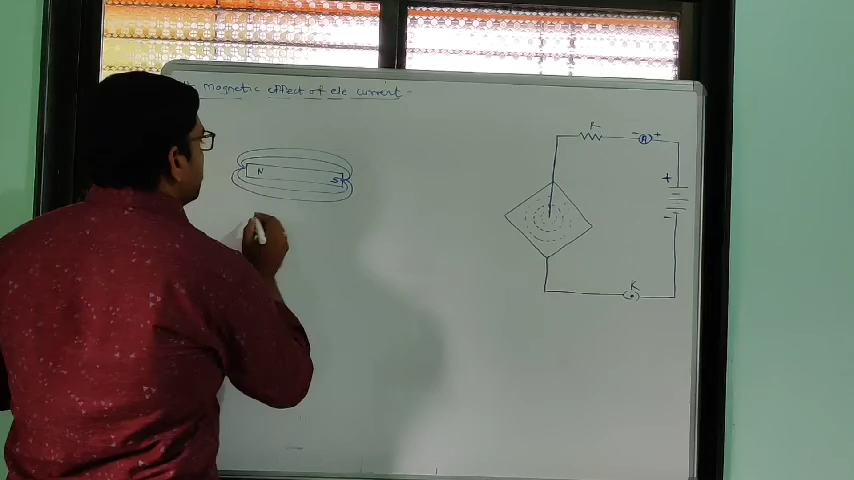 magnetic effect of ele current -
N
S
R
- A +
+
-
K